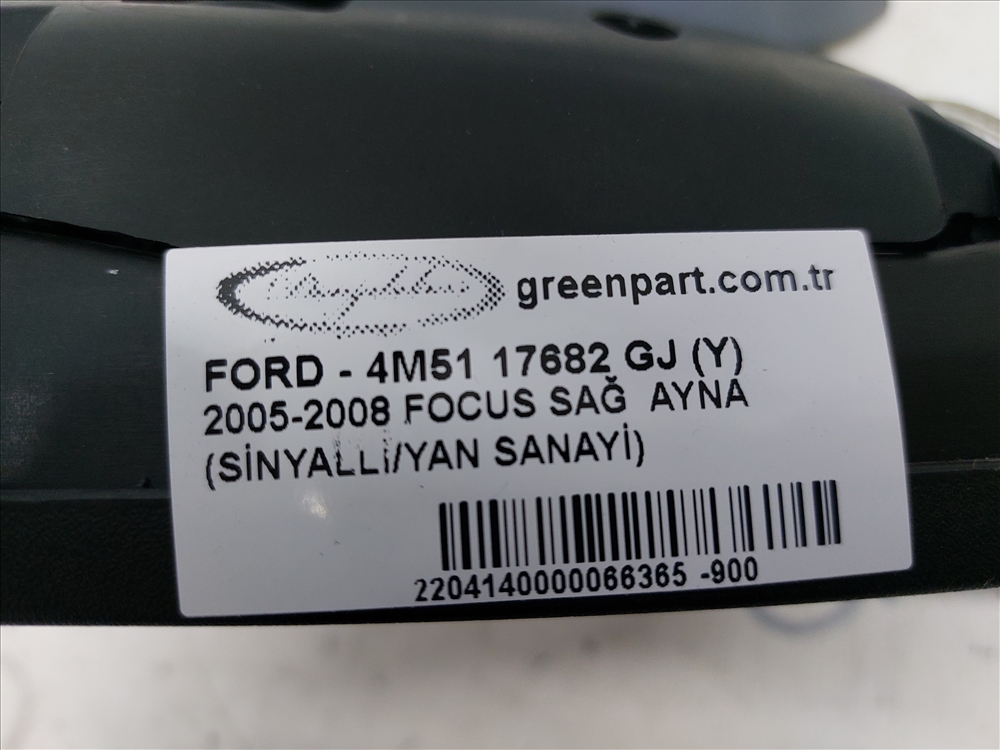 greenpart.com.tr
FORD - 4M51 17682 GJ (Y)
2005-2008 FOCUS SAĞ AYNA
(SİNYALLİ/YAN SANAYİ)
2204140000066365 -900